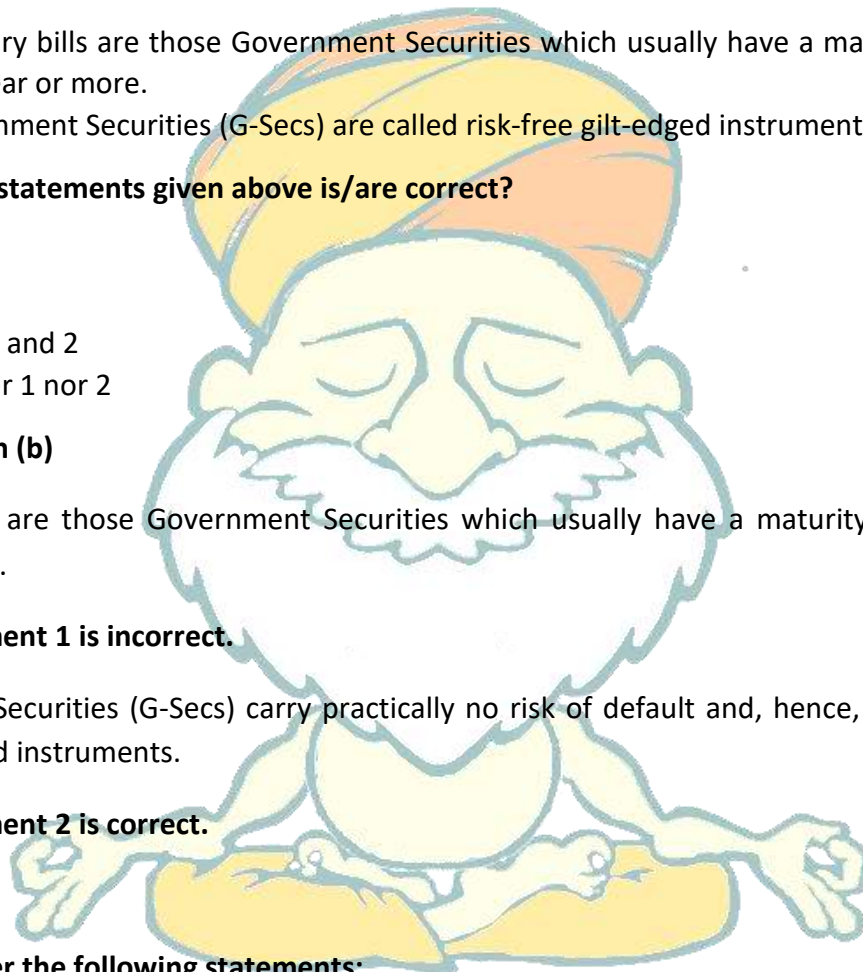 ry bills are those Government Securities which usually have a ma
ar or more.
nment Securities (G-Secs) are called risk-free gilt-edged instrument
statements given above is/are correct?
and 2
r 1 nor 2
n (b)
are those Government Securities which usually have a maturity
.
ent 1 is incorrect.
Securities (G-Secs) carry practically no risk of default and, hence,
d instruments.
ent 2 is correct.
er the following statements: